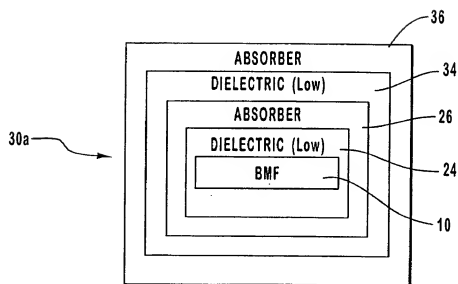 36
ABSORBER
34
DIELECTRIC (Low)
ABSORBER
26
30a
DIELECTRIC (Low)
24
BMF
10